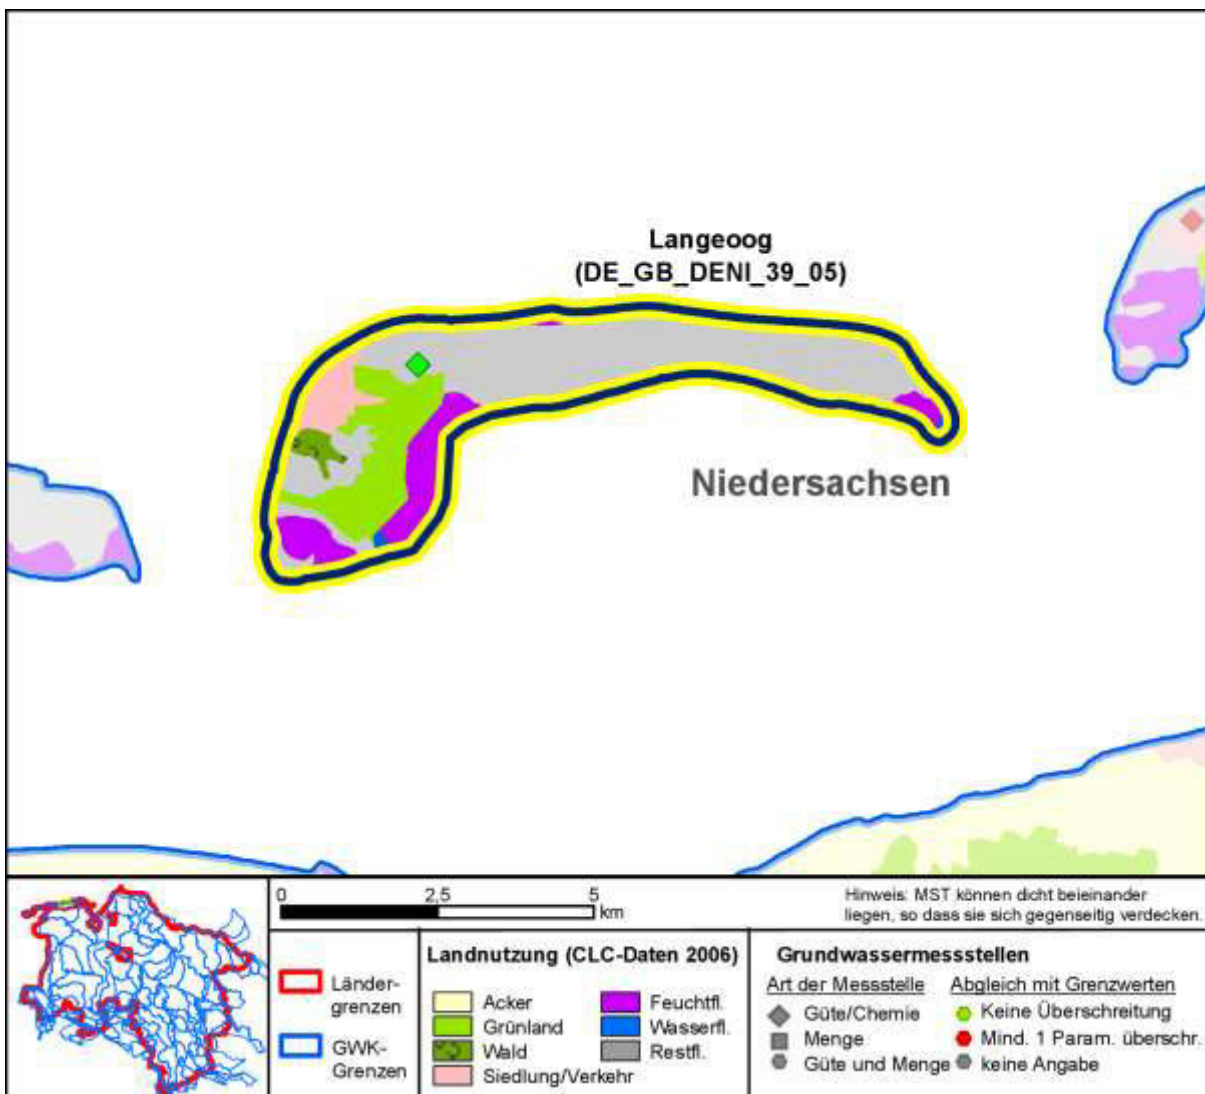 Langeoog
(DE_GB_DENI_39_05)
Niedersachsen
0 2,5 5
km
Hinweis: MST können dicht beieinander
liegen, so dass sie sich gegenseitig verdecken.
Länder-
grenzen
GWK-
Grenzen
Landnutzung (CLC-Daten 2006)
Acker
Grünland
Wald
Siedlung/Verkehr
Feuchtfl.
Wasserfl.
Restfl.
Grundwassermessstellen
Art der Messstelle
Güte/Chemie
Menge
Güte und Menge
Abgleich mit Grenzwerten
Keine Überschreitung
Mind. 1 Param. überschr.
keine Angabe